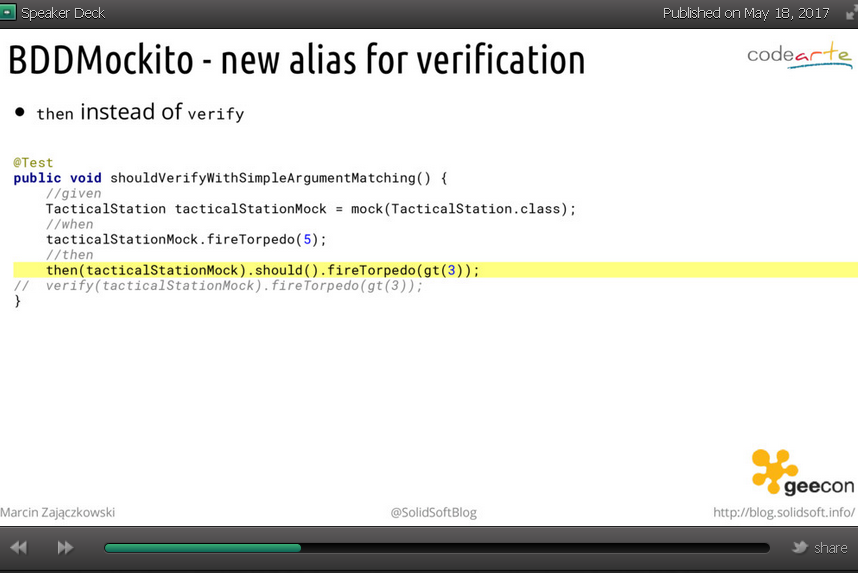 Speaker Deck
Published on May 18, 2017
BDDMockito - new alias for verification
codearte
● then instead of verify
@Test
public void shouldVerifyWithSimpleArgumentMatching() {
    //given
    TacticalStation tacticalStationMock = mock(TacticalStation.class);
    //when
    tacticalStationMock.fireTorpedo(5);
    //then
    then(tacticalStationMock).should().fireTorpedo(gt(3));
//  verify(tacticalStationMock).fireTorpedo(gt(3));
}
geecon
Marcin Zajączkowski
@SolidSoftBlog
http://blog.solidsoft.info/
share